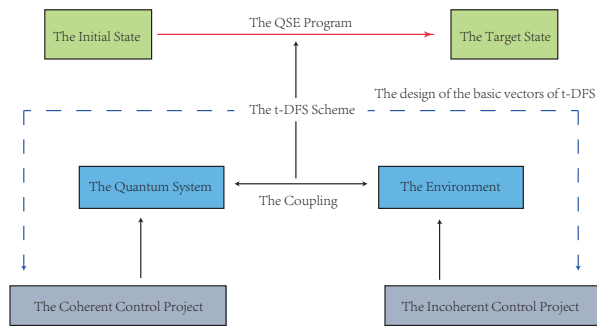 The QSE Program
The Initial State
The Target State
The design of the basic vectors of t-DFS
The t-DFS Scheme
The Quantum System
The Environment
The Coupling
The Coherent Control Project
The Incoherent Control Project